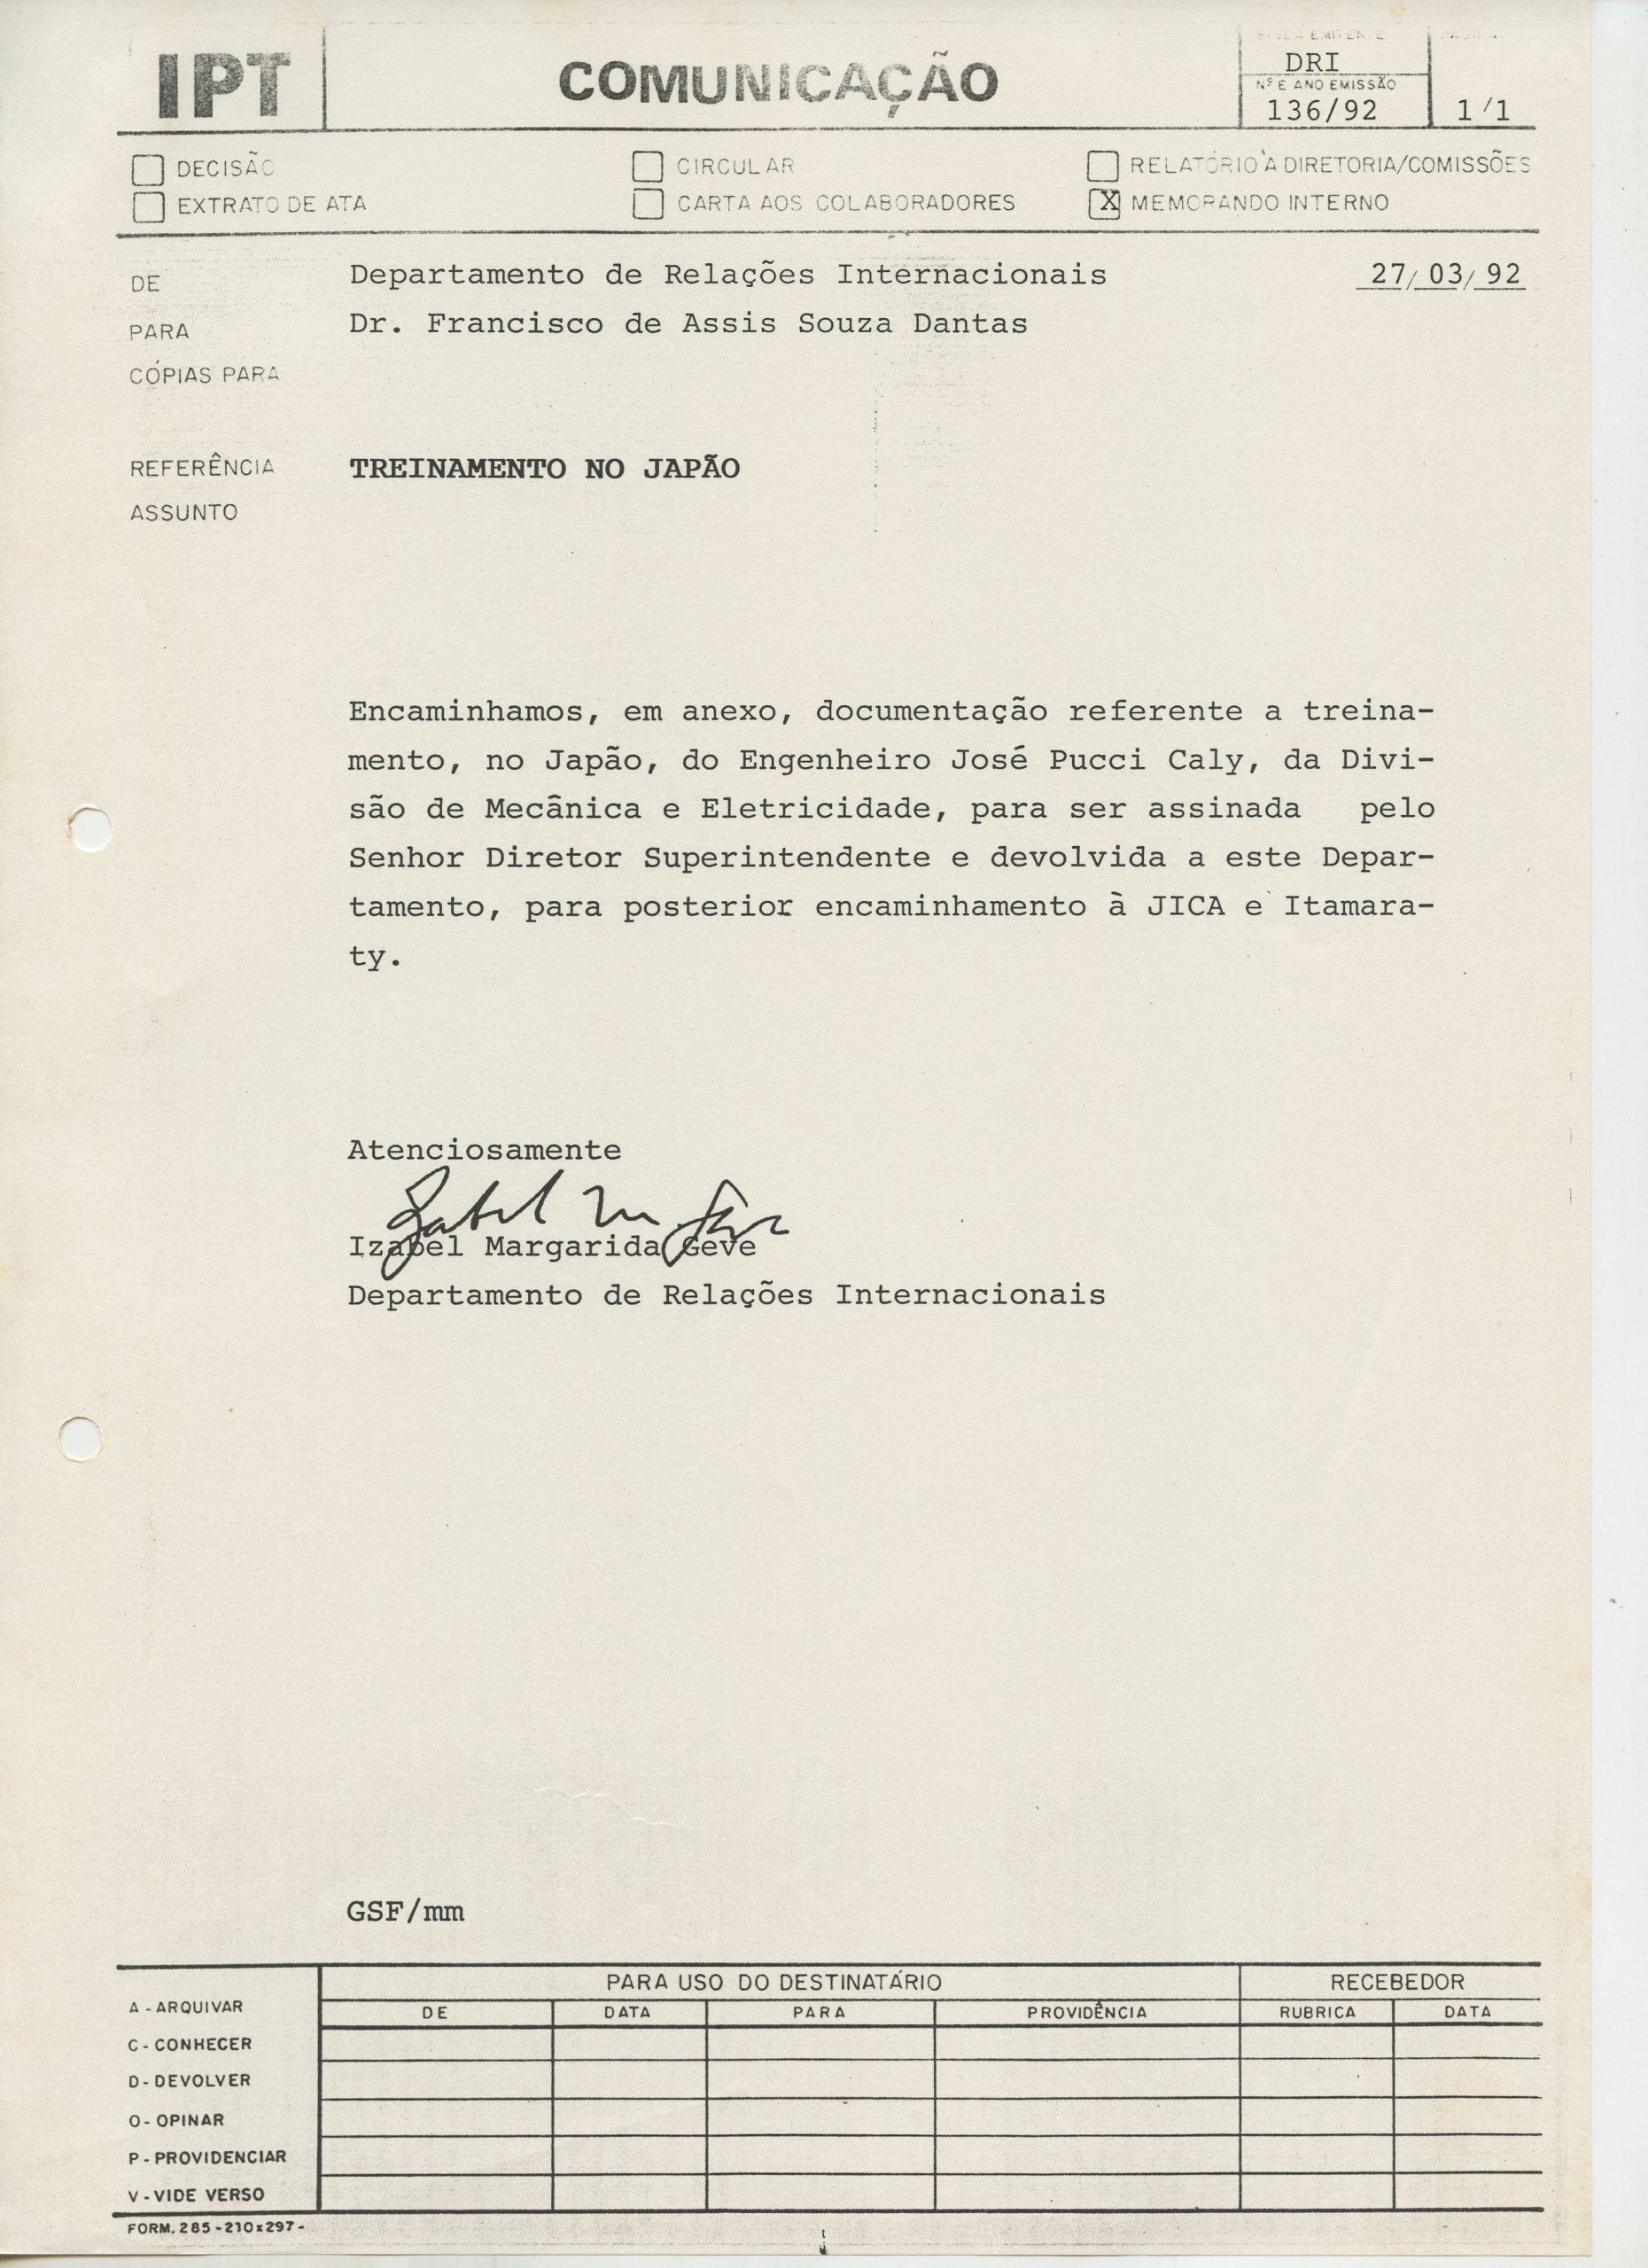 IPT
COMUNICAÇÃO
DRI
Nº E ANO EMISSÃO
136/92
1/1
DECISÃO
CIRCULAR
RELATÓRIO À DIRETORIA/COMISSÕES
EXTRATO DE ATA
CARTA AOS COLABORADORES
X MEMORANDO INTERNO
DE Departamento de Relações Internacionais 27/03/92
PARA Dr. Francisco de Assis Souza Dantas
CÓPIAS PARA
REFERÊNCIA TREINAMENTO NO JAPÃO
ASSUNTO
Encaminhamos, em anexo, documentação referente a treina-
mento, no Japão, do Engenheiro José Pucci Caly, da Divi-
são de Mecânica e Eletricidade, para ser assinada pelo
Senhor Diretor Superintendente e devolvida a este Depar-
tamento, para posterior encaminhamento à JICA e Itamara-
ty.
Atenciosamente
Izabel Margarida Geve
Departamento de Relações Internacionais
GSF/mm
PARA USO DO DESTINATÁRIO RECEBEDOR
DE DATA PARA PROVIDÊNCIA RUBRICA DATA
A - ARQUIVAR
C - CONHECER
D - DEVOLVER
O - OPINAR
P - PROVIDENCIAR
V - VIDE VERSO
FORM. 285 - 210x297 -